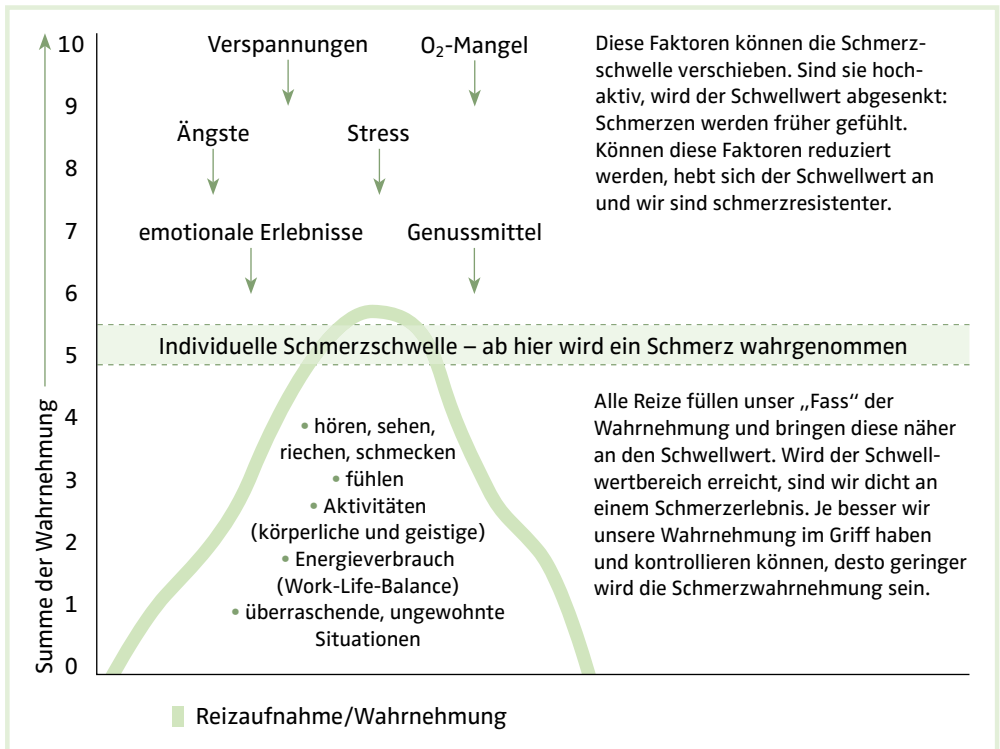 Summe der Wahrnehmung
10
9
8
7
6
5
4
3
2
1
0
Verspannungen
O₂-Mangel
Ängste
Stress
emotionale Erlebnisse
Genussmittel
Diese Faktoren können die Schmerz-
schwelle verschieben. Sind sie hoch-
aktiv, wird der Schwellwert abgesenkt:
Schmerzen werden früher gefühlt.
Können diese Faktoren reduziert
werden, hebt sich der Schwellwert an
und wir sind schmerzresistenter.
Individuelle Schmerzschwelle – ab hier wird ein Schmerz wahrgenommen
• hören, sehen,
riechen, schmecken
• fühlen
• Aktivitäten
(körperliche und geistige)
• Energieverbrauch
(Work-Life-Balance)
• überraschende, ungewohnte
Situationen
Alle Reize füllen unser „Fass“ der
Wahrnehmung und bringen diese näher
an den Schwellwert. Wird der Schwell-
wertbereich erreicht, sind wir dicht an
einem Schmerzerlebnis. Je besser wir
unsere Wahrnehmung im Griff haben
und kontrollieren können, desto geringer
wird die Schmerzwahrnehmung sein.
Reizaufnahme/Wahrnehmung